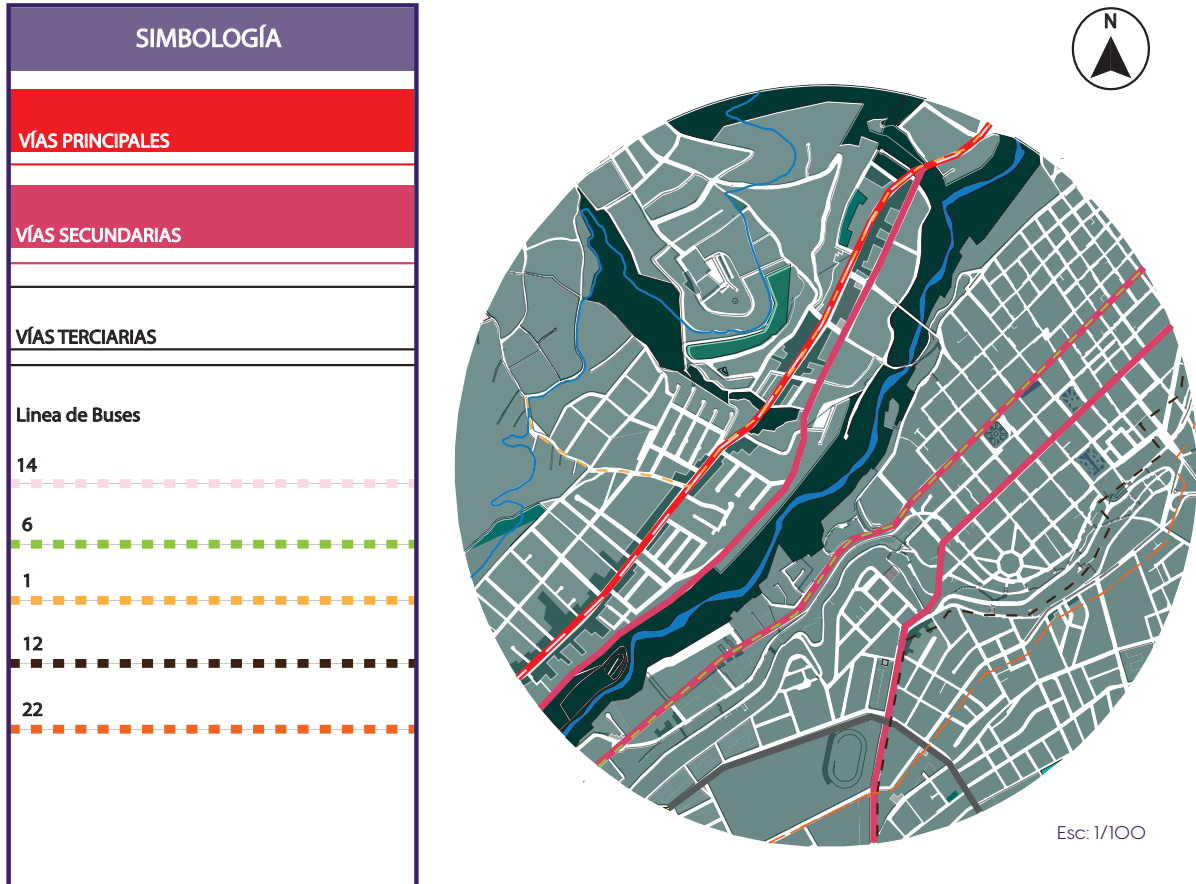 SIMBOLOGÍA
VÍAS PRINCIPALES
VÍAS SECUNDARIAS
VÍAS TERCIARIAS
Linea de Buses
14
6
1
12
22
N
Esc: 1/100